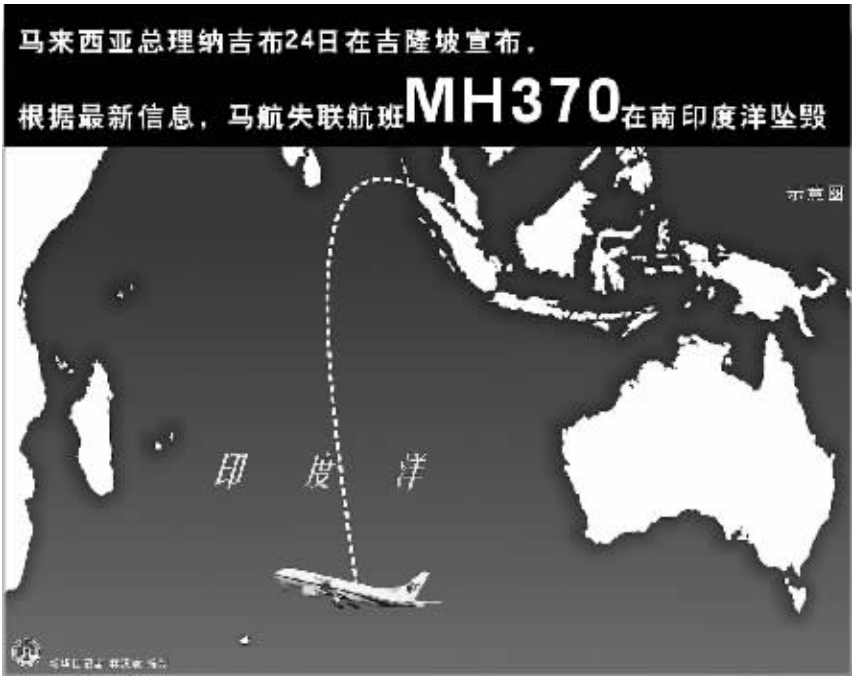 马来西亚总理纳吉布24日在吉隆坡宣布，
根据最新信息，马航失联航班MH370在南印度洋坠毁
示意图
印度洋